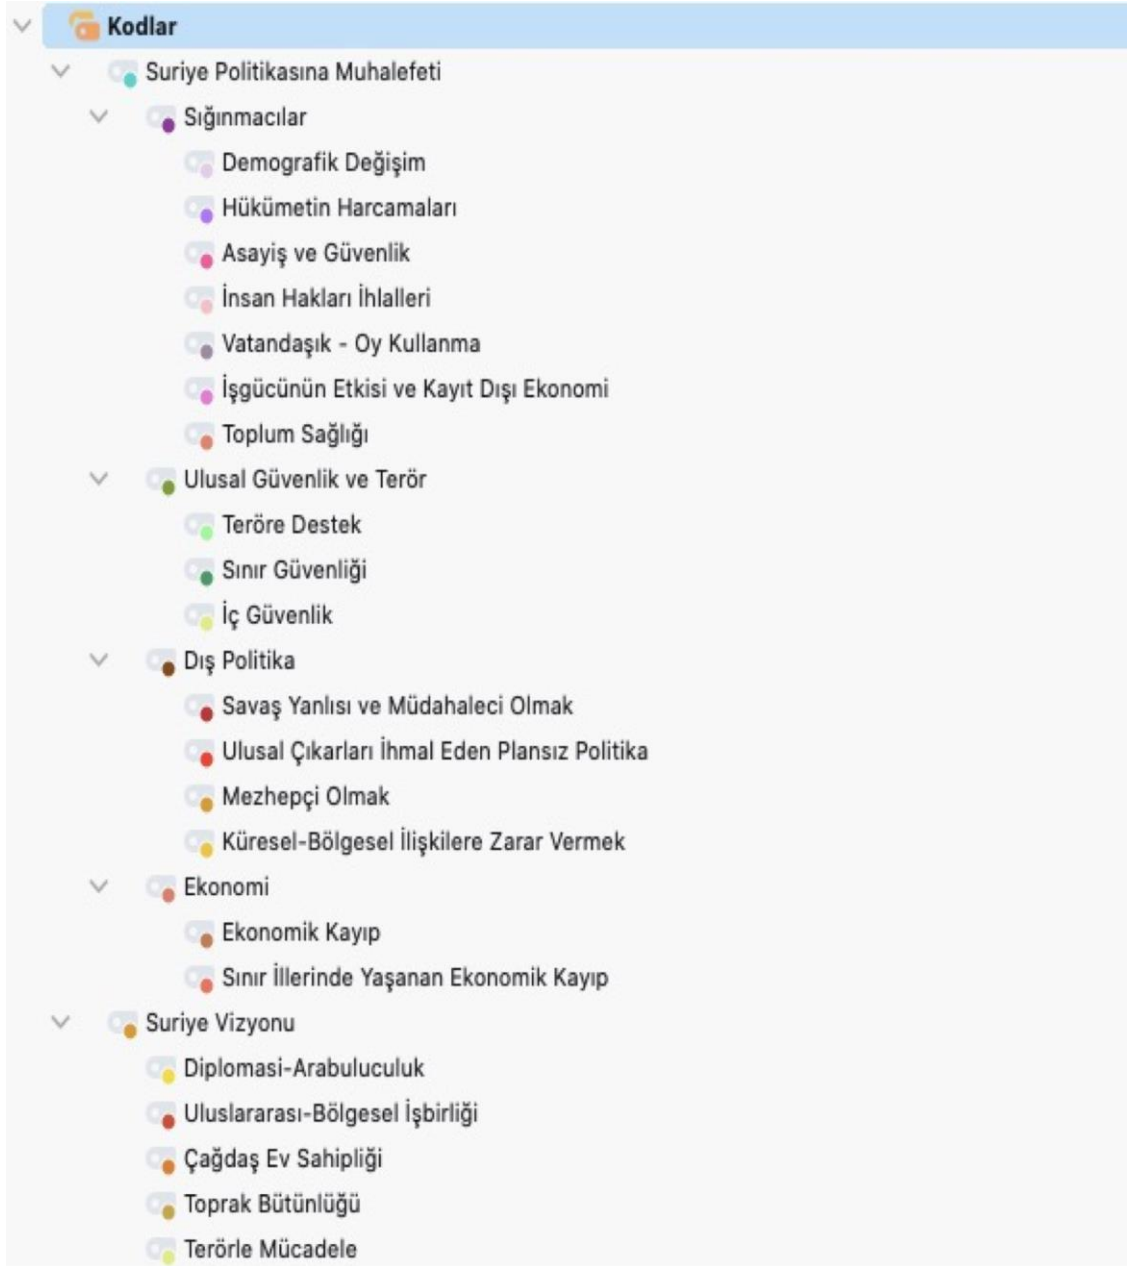 Kodlar
Suriye Politikasına Muhalefeti
Sığınmacılar
Demografik Değişim
Hükümetin Harcamaları
Asayiş ve Güvenlik
İnsan Hakları İhlalleri
Vatandaşık - Oy Kullanma
İşgücünün Etkisi ve Kayıt Dışı Ekonomi
Toplum Sağlığı
Ulusal Güvenlik ve Terör
Teröre Destek
Sınır Güvenliği
İç Güvenlik
Dış Politika
Savaş Yanlısı ve Müdahaleci Olmak
Ulusal Çıkarları İhmal Eden Plansız Politika
Mezhepçi Olmak
Küresel-Bölgesel İlişkilere Zarar Vermek
Ekonomi
Ekonomik Kayıp
Sınır İllerinde Yaşanan Ekonomik Kayıp
Suriye Vizyonu
Diplomasi-Arabuluculuk
Uluslararası-Bölgesel İşbirliği
Çağdaş Ev Sahipliği
Toprak Bütünlüğü
Terörle Mücadele